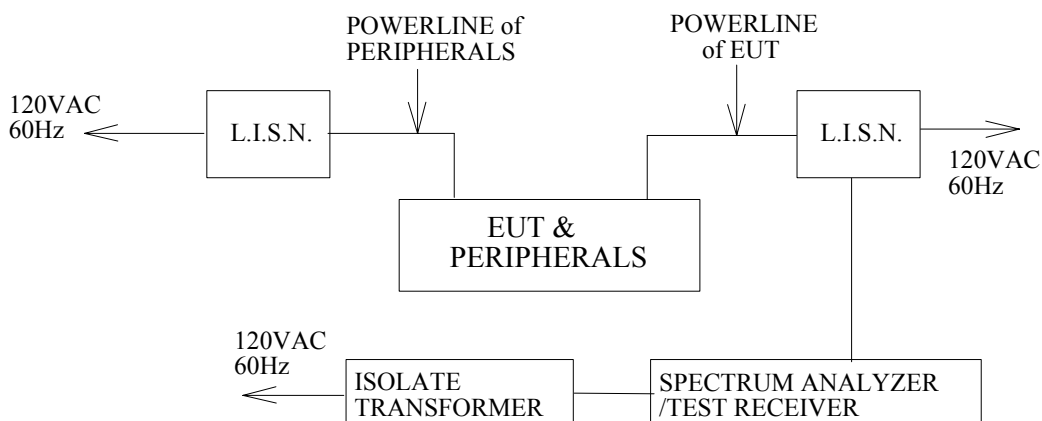 POWERLINE of
PERIPHERALS
POWERLINE
of EUT
120VAC
60Hz
L.I.S.N.
L.I.S.N.
120VAC
60Hz
EUT &
PERIPHERALS
120VAC
60Hz
ISOLATE
TRANSFORMER
SPECTRUM ANALYZER
/TEST RECEIVER